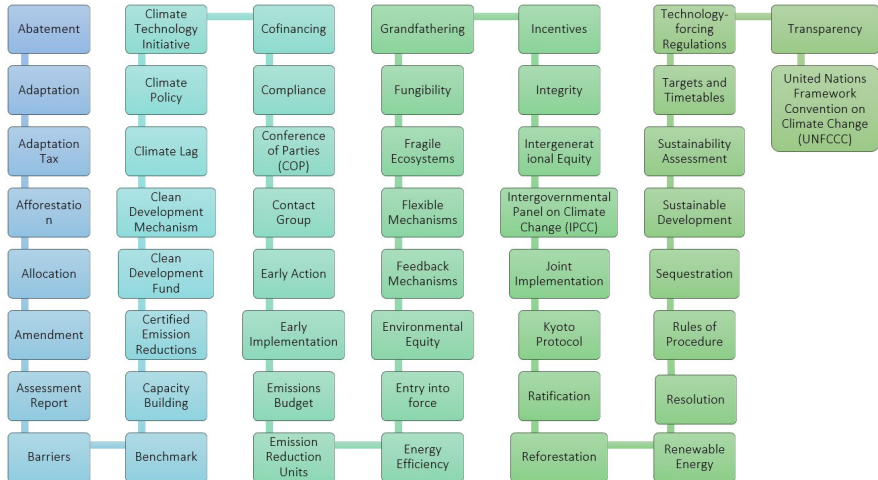 Abatement
Adaptation
Adaptation
Tax
Afforestatio
n
Allocation
Amendment
Assessment
Report
Barriers
Benchmark
Capacity
Building
Certified
Emission
Reductions
Clean
Development
Fund
Clean
Development
Mechanism
Climate Lag
Climate
Policy
Climate
Technology
Initiative
Cofinancing
Compliance
Conference
of Parties
(COP)
Contact
Group
Early Action
Early
Implementation
Emissions
Budget
Emission
Reduction
Units
Energy
Efficiency
Entry into
force
Environmental
Equity
Feedback
Mechanisms
Flexible
Mechanisms
Fragile
Ecosystems
Fungibility
Grandfathering
Incentives
Integrity
Intergenerat
ional Equity
Intergovernmental
Panel on Climate
Change (IPCC)
Joint
Implementation
Kyoto
Protocol
Ratification
Reforestation
Renewable
Energy
Resolution
Rules of
Procedure
Sequestration
Sustainable
Development
Sustainability
Assessment
Targets and
Timetables
Technology-
forcing
Regulations
Transparency
United Nations
Framework
Convention on
Climate Change
(UNFCCC)